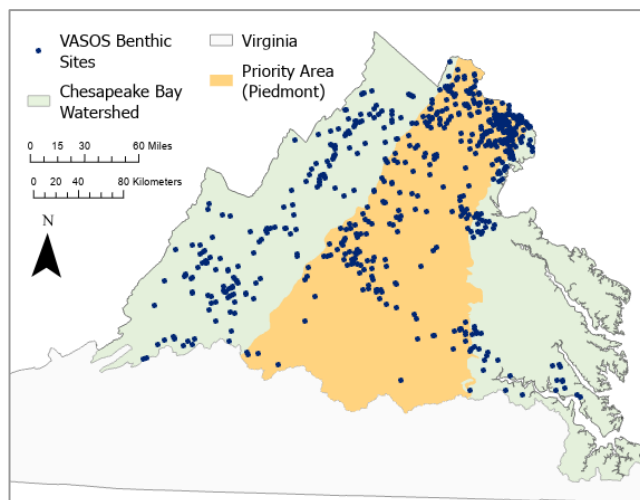 VASOS Benthic
Sites
Chesapeake Bay
Watershed
Virginia
Priority Area
(Piedmont)
0 15 30 60 Miles
0 20 40 80 Kilometers
N